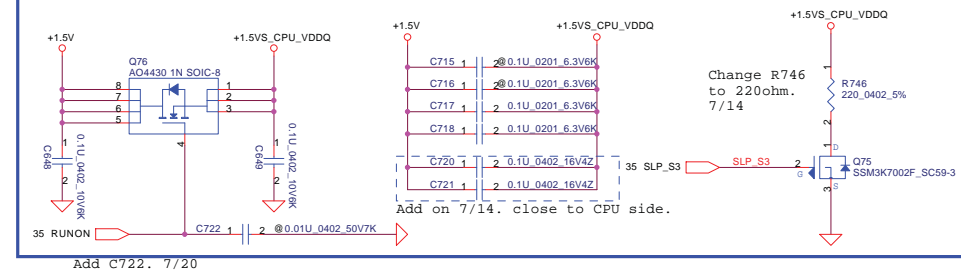 +1.5V
+1.5VS_CPU_VDDQ
Q76
AO4430 1N SOIC-8
8
7
6
5
1
2
3
4
1
2
C648
0.1U_0402_10V6K
1
2
C649
0.1U_0402_10V6K
35 RUNON
C722 1 2 @0.01U_0402_50V7K
Add C722. 7/20
+1.5V
+1.5VS_CPU_VDDQ
C715 1 2 @0.1U_0201_6.3V6K
C716 1 2 @0.1U_0201_6.3V6K
C717 1 2 0.1U_0201_6.3V6K
C718 1 2 0.1U_0201_6.3V6K
C720 1 2 0.1U_0402_16V4Z
C721 1 2 0.1U_0402_16V4Z
Add on 7/14. close to CPU side.
+1.5VS_CPU_VDDQ
Change R746
to 220ohm.
7/14
1
R746
220_0402_5%
2
35 SLP_S3
SLP_S3
2
G
1
D
3
S
Q75
SSM3K7002F_SC59-3